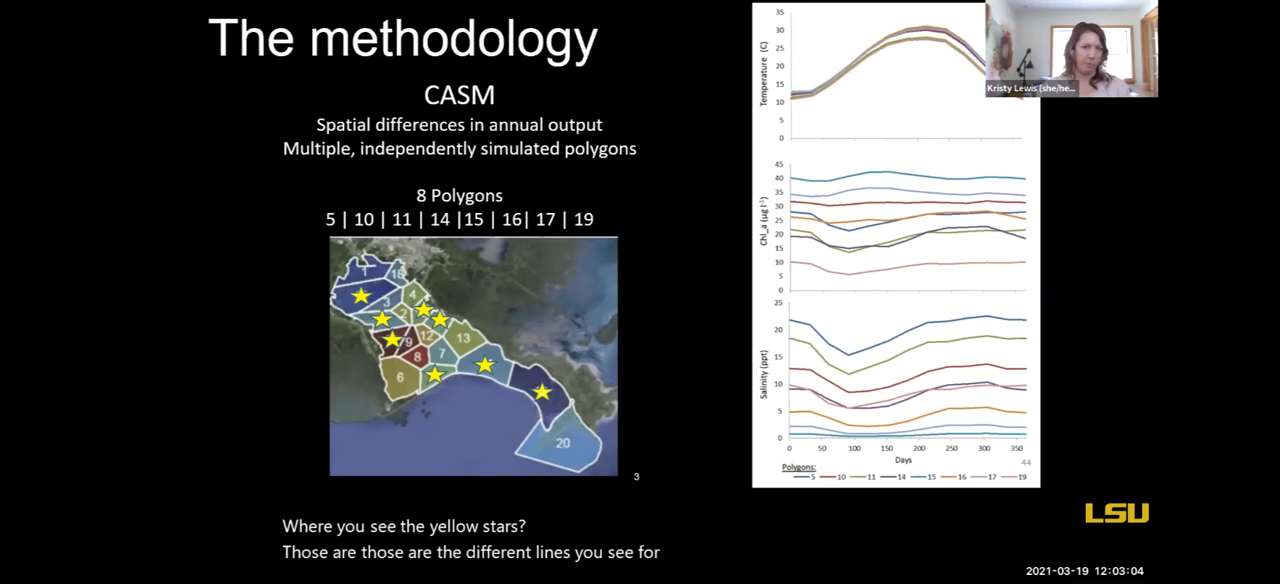 The methodology
CASM
Spatial differences in annual output
Multiple, independently simulated polygons
8 Polygons
5 | 10 | 11 | 14 |15 | 16| 17 | 19
1
18
3
4
2
9
12
13
8
7
6
20
3
Where you see the yellow stars?
Those are those are the different lines you see for
35
30
25
20
15
10
5
0
Temperature (C)
Kristy Lewis (she/he...
45
40
35
30
25
20
15
10
5
0
Chl_a (µg l-1)
25
20
15
10
5
0
Salinity (ppt)
0 50 100 150 200 250 300 350
Days
44
Polygons:
5 10 11 14 15 16 17 19
LSU
2021-03-19 12:03:04